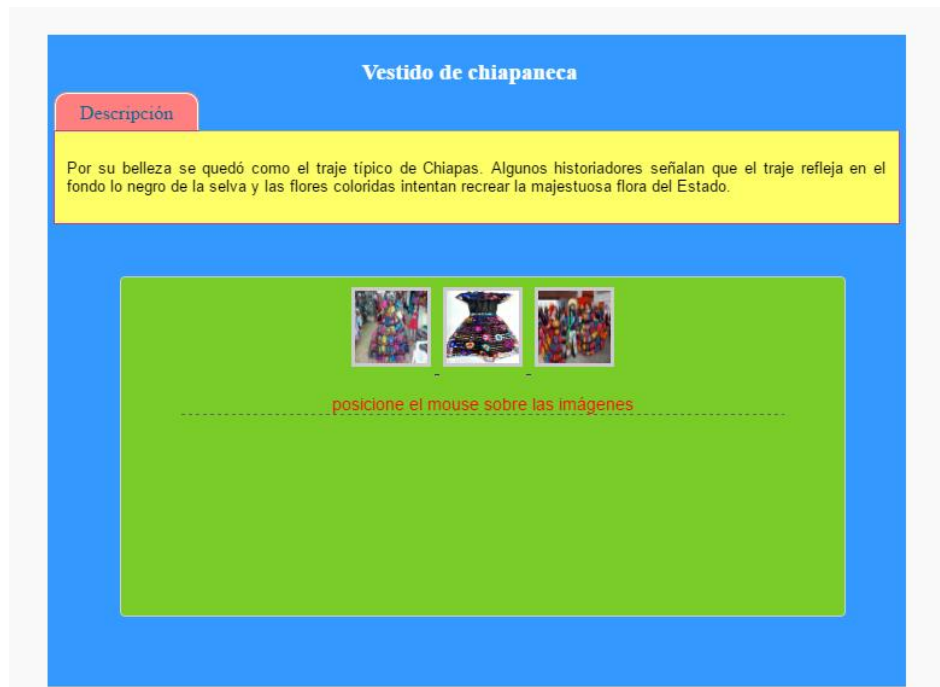 Vestido de chiapaneca
Descripción
Por su belleza se quedó como el traje típico de Chiapas. Algunos historiadores señalan que el traje refleja en el
fondo lo negro de la selva y las flores coloridas intentan recrear la majestuosa flora del Estado.
posicione el mouse sobre las imágenes